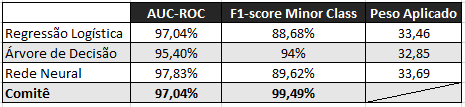 AUC-ROC F1-score Minor Class Peso Aplicado
Regressão Logística 97,04% 88,68% 33,46
Árvore de Decisão 95,40% 94% 32,85
Rede Neural 97,83% 89,62% 33,69
Comitê 97,04% 99,49%